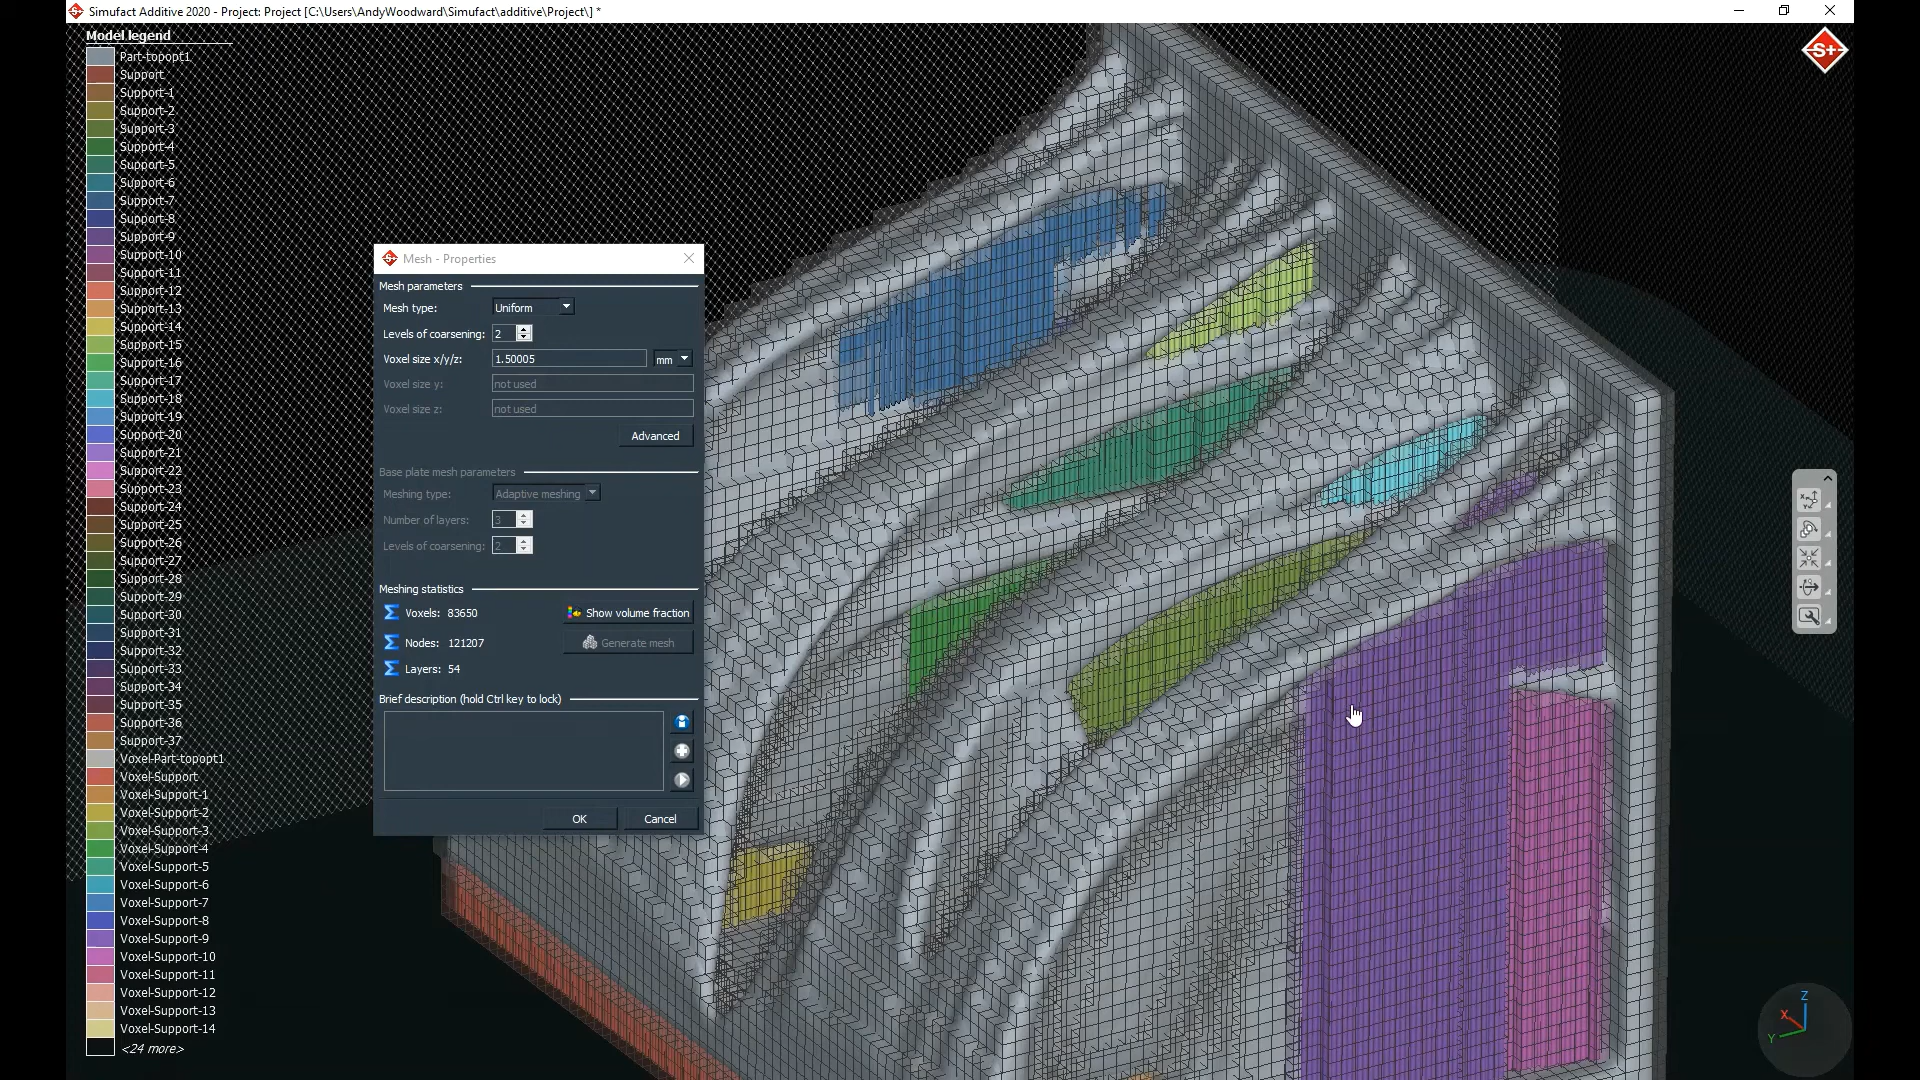 Simufact Additive 2020 - Project: Project [C:\Users\AndyWoodward\Simufact\additive\Project\] *
Model legend
Part-topopt1
Support
Support-1
Support-2
Support-3
Support-4
Support-5
Support-6
Support-7
Support-8
Support-9
Support-10
Support-11
Support-12
Support-13
Support-14
Support-15
Support-16
Support-17
Support-18
Support-19
Support-20
Support-21
Support-22
Support-23
Support-24
Support-25
Support-26
Support-27
Support-28
Support-29
Support-30
Support-31
Support-32
Support-33
Support-34
Support-35
Support-36
Support-37
Voxel-Part-topopt1
Voxel-Support
Voxel-Support-1
Voxel-Support-2
Voxel-Support-3
Voxel-Support-4
Voxel-Support-5
Voxel-Support-6
Voxel-Support-7
Voxel-Support-8
Voxel-Support-9
Voxel-Support-10
Voxel-Support-11
Voxel-Support-12
Voxel-Support-13
Voxel-Support-14
<24 more>
Mesh - Properties
Mesh parameters
Mesh type: Uniform
Levels of coarsening: 2
Voxel size x/y/z: 1.50005 mm
Voxel size y: not used
Voxel size z: not used
Advanced
Base plate mesh parameters
Meshing type: Adaptive meshing
Number of layers: 3
Levels of coarsening: 2
Meshing statistics
Voxels: 83650 Show volume fraction
Nodes: 121207 Generate mesh
Layers: 54
Brief description (hold Ctrl key to lock)
OK Cancel
S+
Z
X
Y